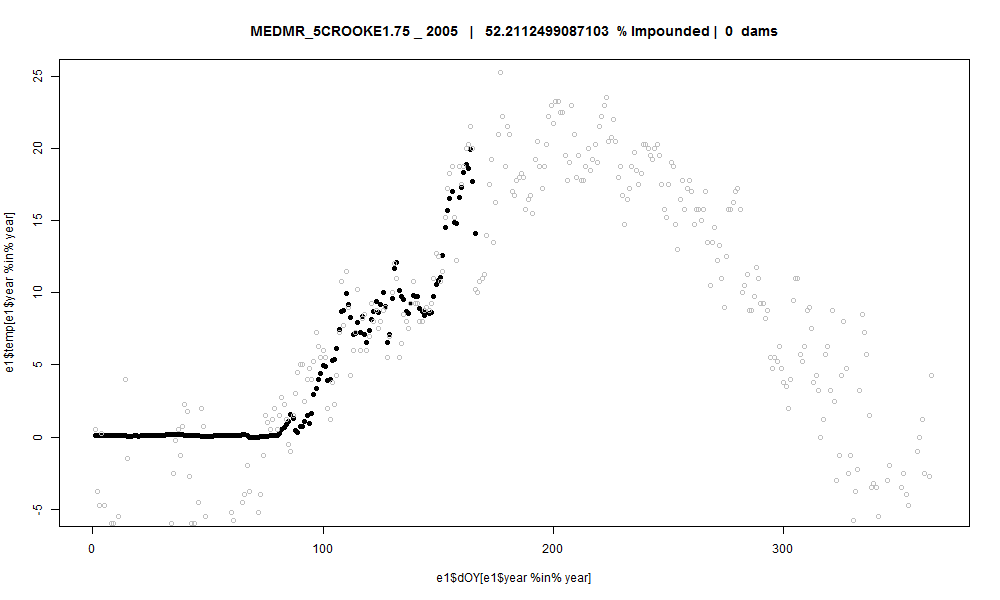 MEDMR_5CROOKE1.75 _ 2005 | 52.2112499087103 % Impounded | 0 dams
25
20
15
10
5
0
-5
e1$temp[e1$year %in% year]
0 100 200 300
e1$dOY[e1$year %in% year]